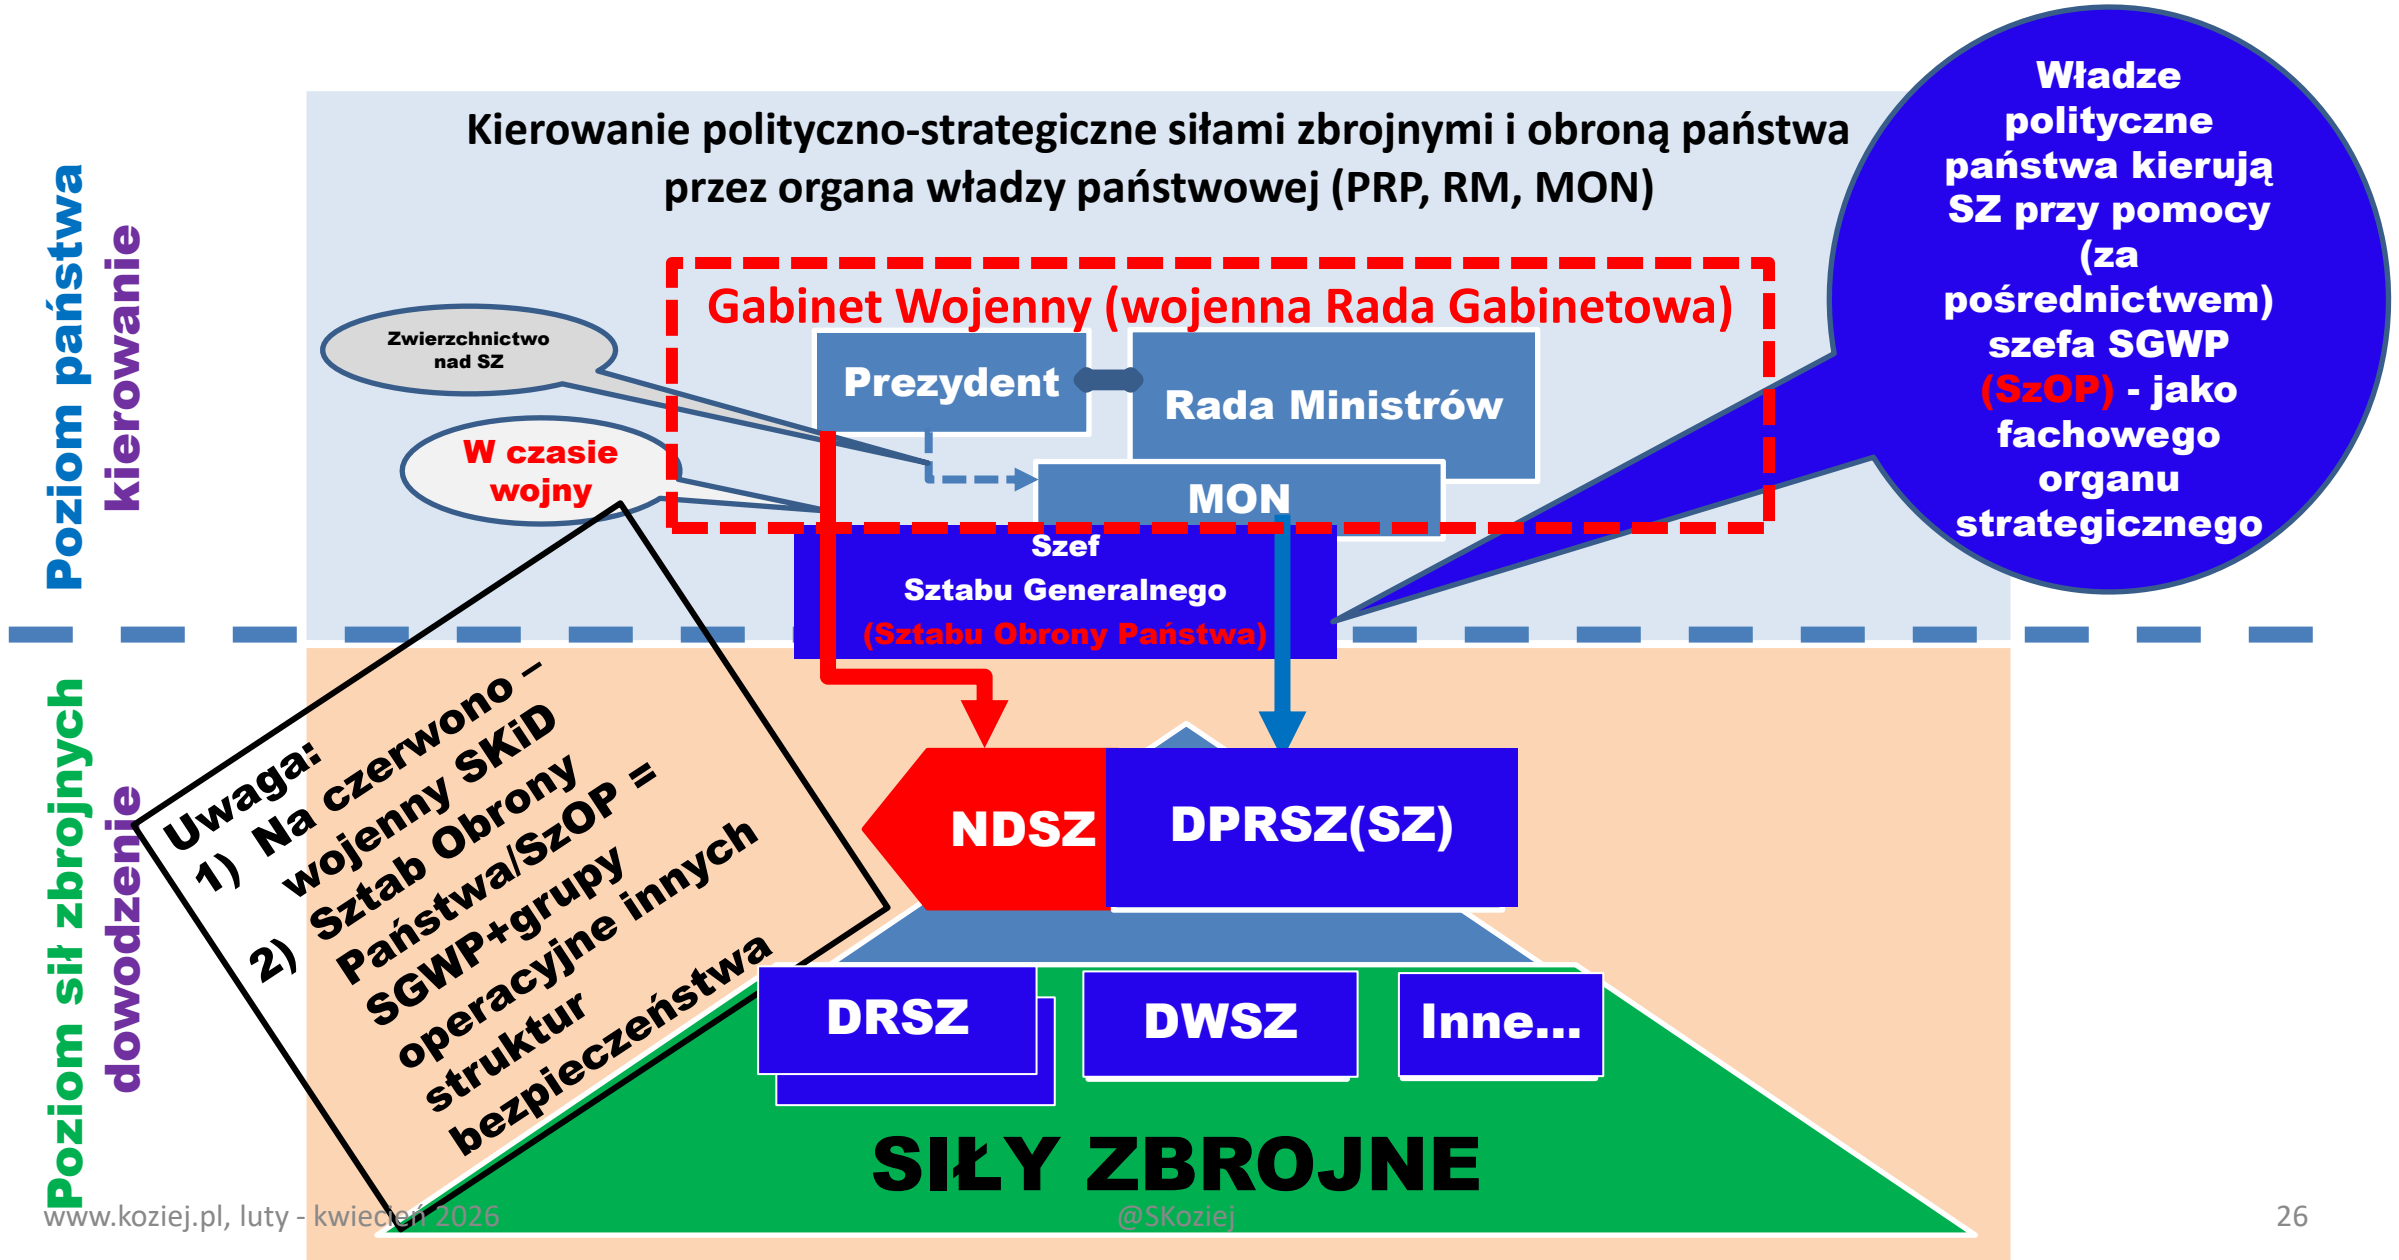 Kierowanie polityczno-strategiczne siłami zbrojnymi i obroną państwa
przez organa władzy państwowej (PRP, RM, MON)
Władze
polityczne
państwa kierują
SZ przy pomocy
(za
pośrednictwem)
szefa SGWP
(SzOP) - jako
fachowego
organu
strategicznego
Poziom państwa
kierowanie
Gabinet Wojenny (wojenna Rada Gabinetowa)
Zwierzchnictwo
nad SZ
Prezydent
Rada Ministrów
W czasie
wojny
MON
Szef
Sztabu Generalnego
(Sztabu Obrony Państwa)
Poziom sił zbrojnych
dowodzenie
Uwaga:
1) Na czerwono –
wojenny SKiD
2) Sztab Obrony
Państwa/SzOP =
SGWP+grupy
operacyjne innych
struktur
bezpieczeństwa
NDSZ
DPRSZ(SZ)
DRSZ
DWSZ
Inne...
SIŁY ZBROJNE
www.koziej.pl, luty - kwiecień 2026
@SKoziej
26